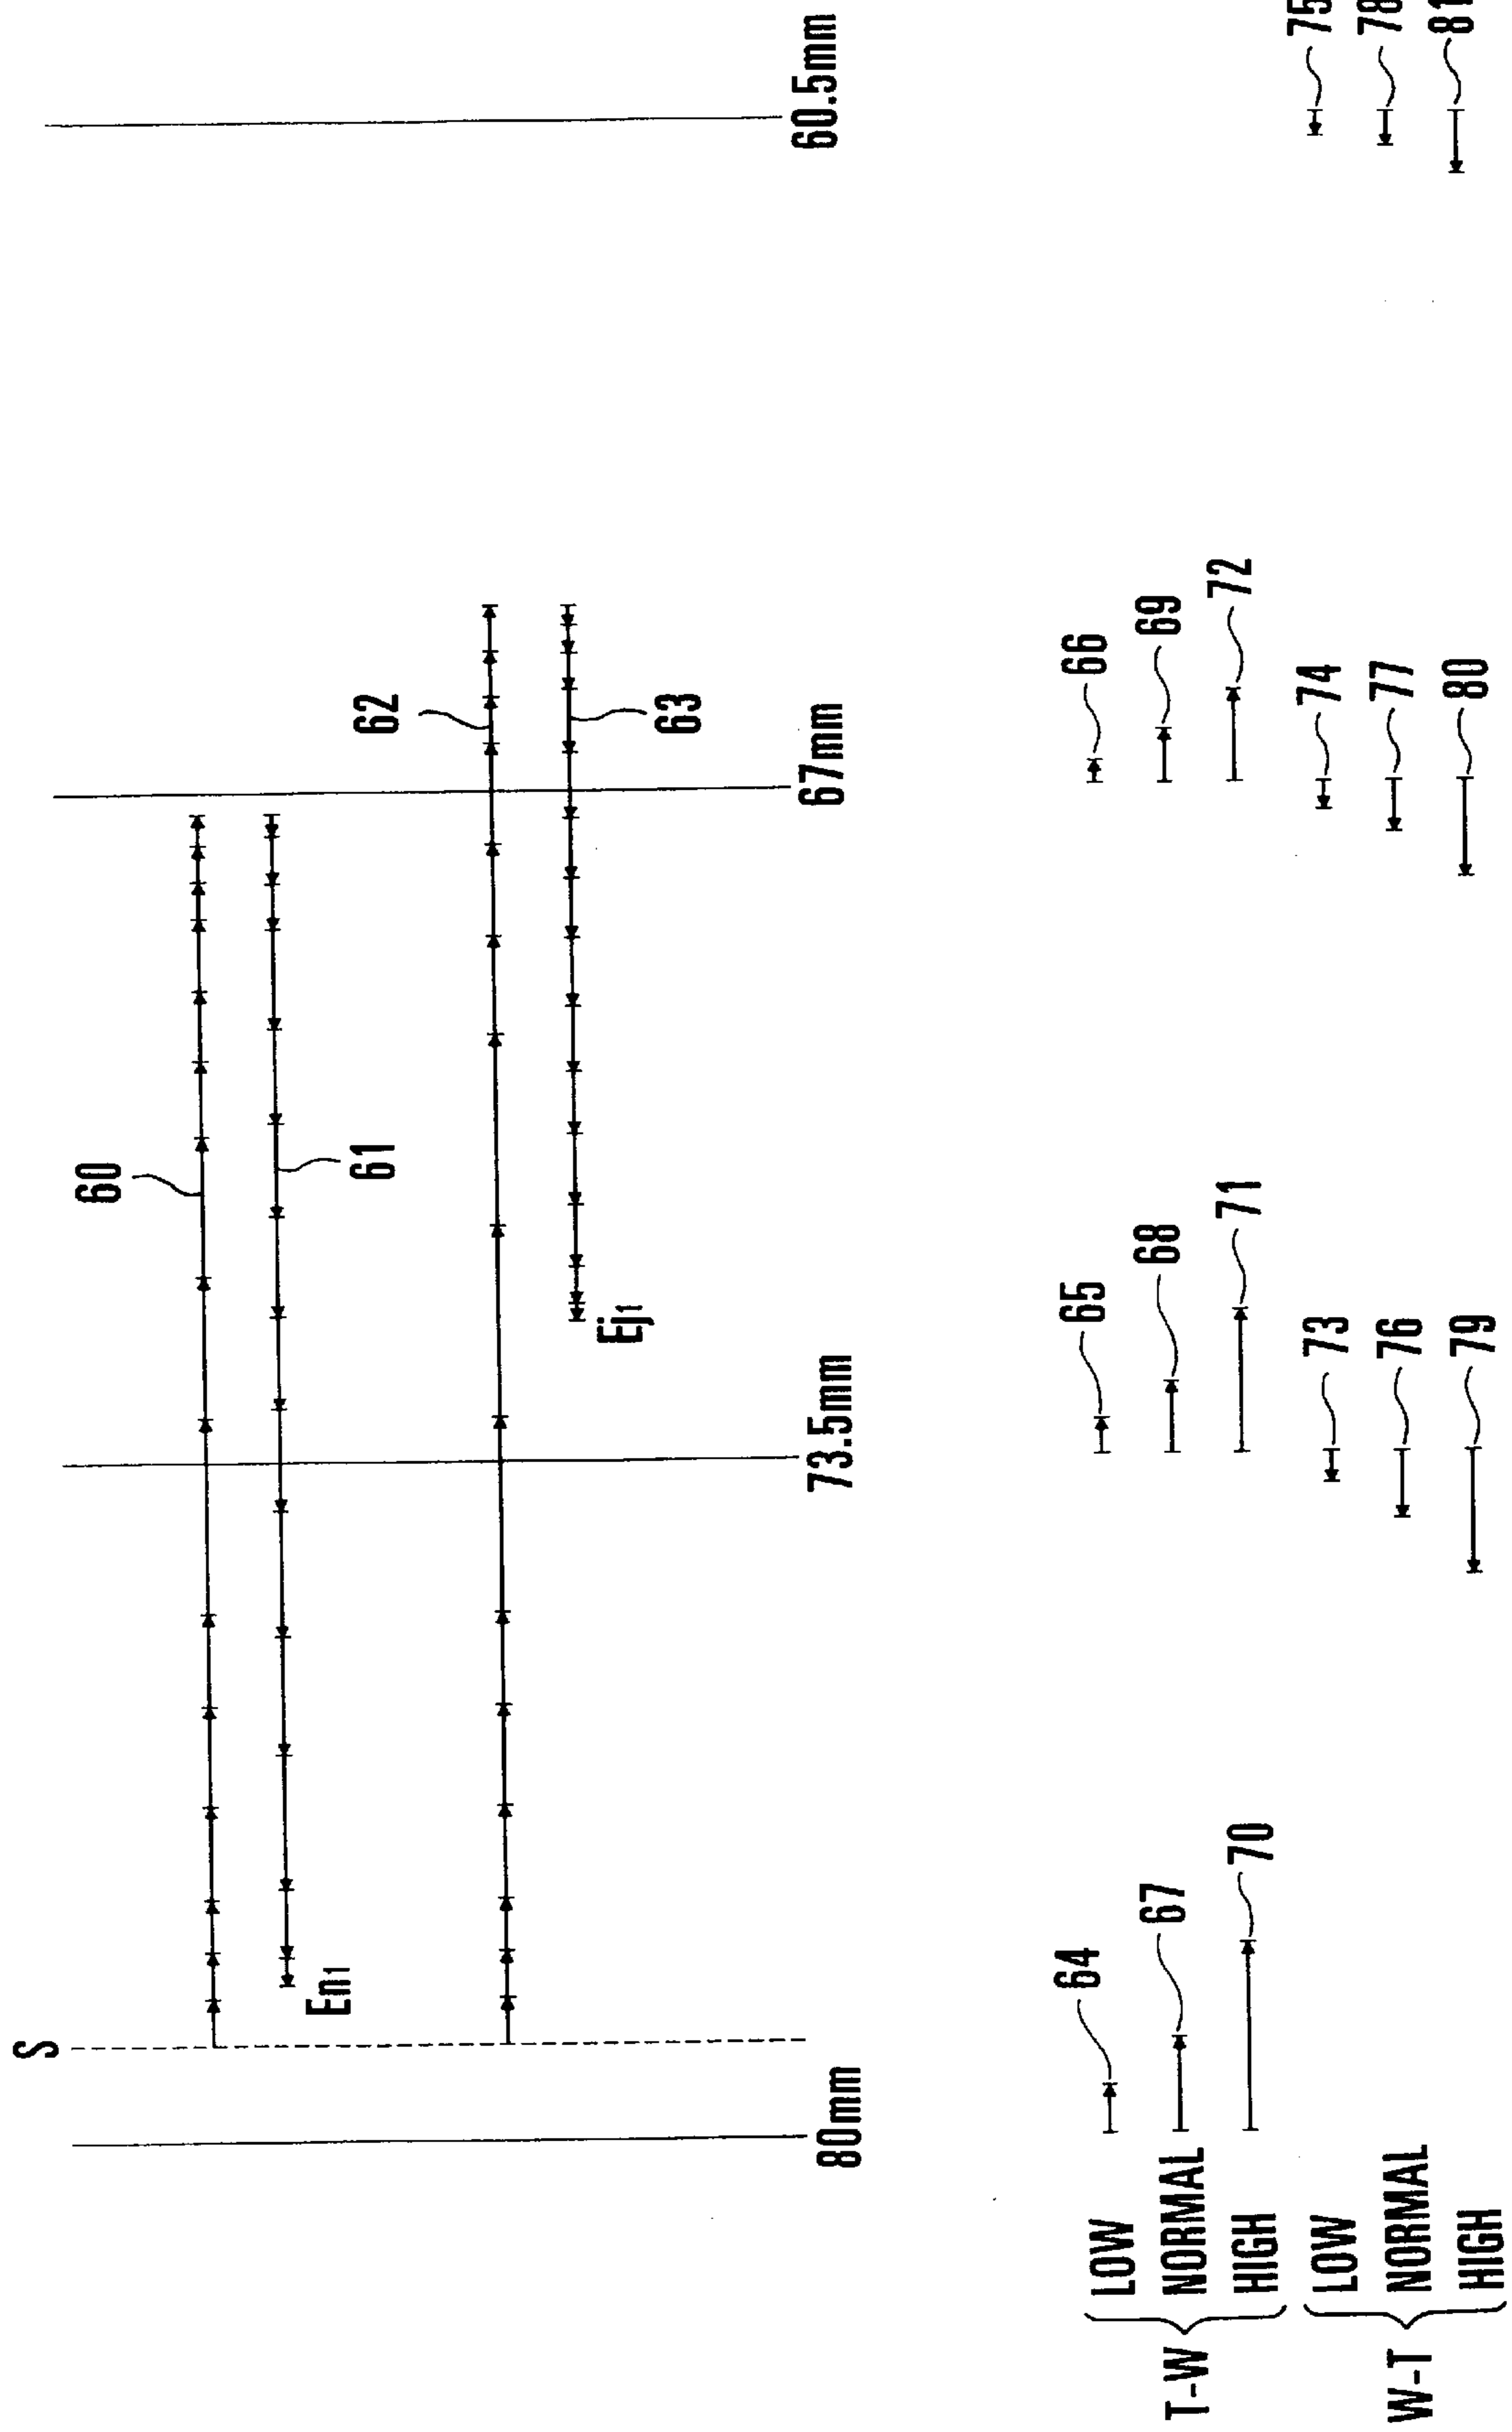 S
60
61
En1
62
63
Ej1
80mm
73.5mm
67mm
60.5mm
T-W
LOW
64
65
66
NORMAL
67
68
69
HIGH
70
71
72
W-T
LOW
73
74
75
NORMAL
76
77
78
HIGH
79
80
81